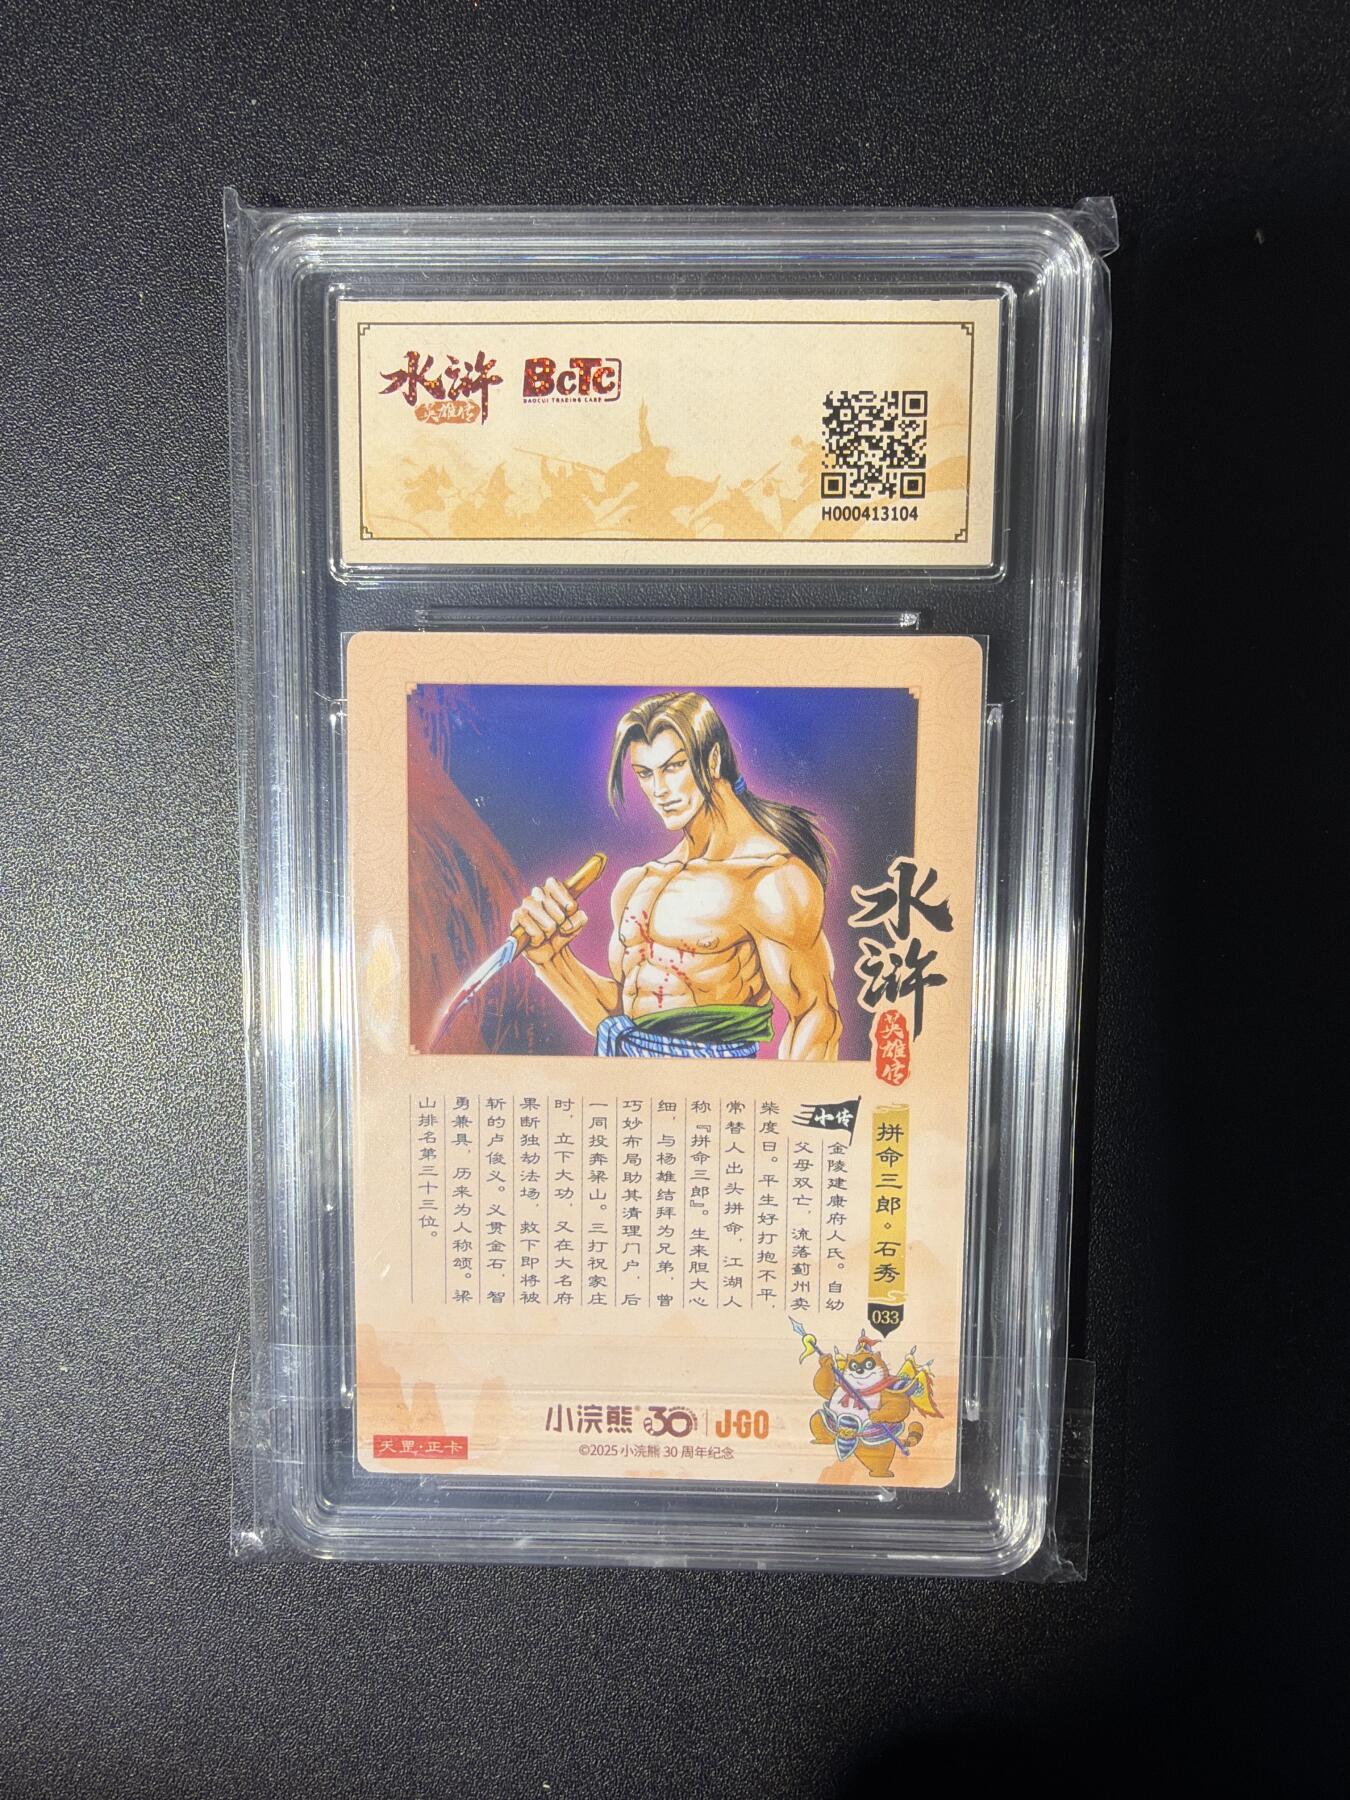 水浒
英雄传
BCTC
BAOCUI TRADING CARD
H000413104
水浒
英雄传
拼命三郎。石秀
033
小传
金陵建康府人氏。自幼
父母双亡，流落蓟州卖
柴度日。平生好打抱不平，
常替人出头拼命，江湖人
称『拼命三郎』。生来胆大心
细，与杨雄结拜为兄弟，曾
巧妙布局助其清理门户，后
一同投奔梁山。三打祝家庄
时，立下大功，又在大名府
果断独劫法场，救下即将被
斩的卢俊义。义贯金石，智
勇兼具，历来为人称颂。梁
山排名第三十三位。
天罡·正卡
小浣熊® 30 J·GO
©2025 小浣熊 30 周年纪念